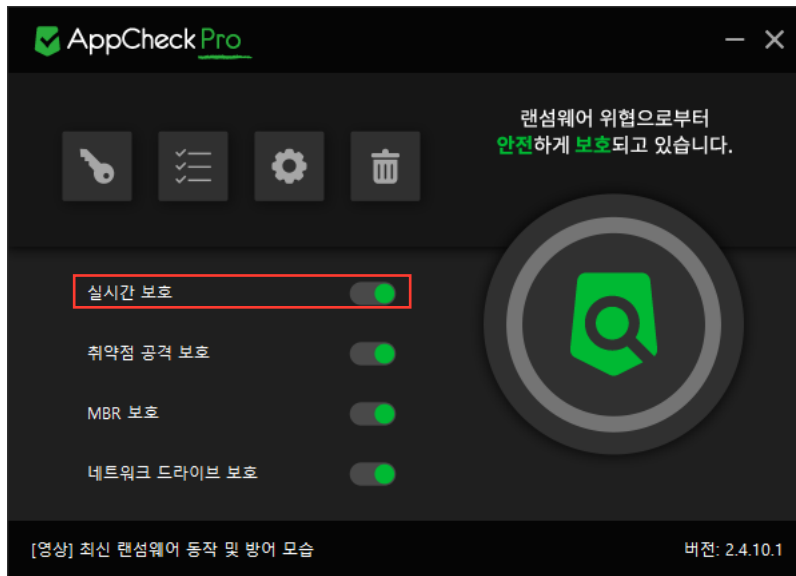 AppCheck Pro
랜섬웨어 위협으로부터
안전하게 보호되고 있습니다.
실시간 보호
취약점 공격 보호
MBR 보호
네트워크 드라이브 보호
[영상] 최신 랜섬웨어 동작 및 방어 모습
버전: 2.4.10.1